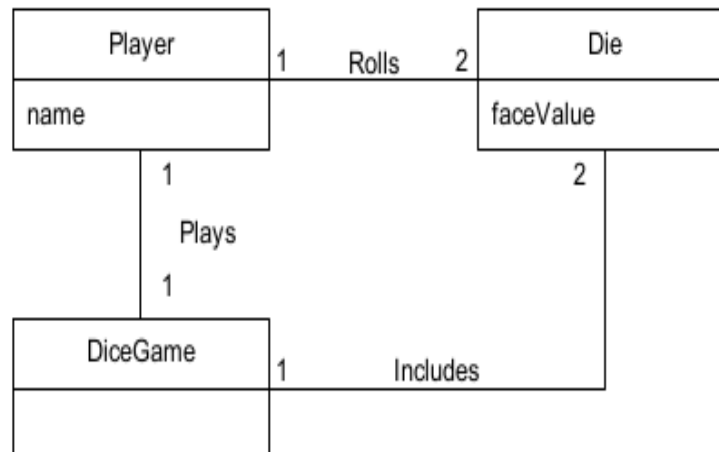 Player
1
Rolls
2
Die
name
faceValue
1
2
Plays
1
DiceGame
1
Includes